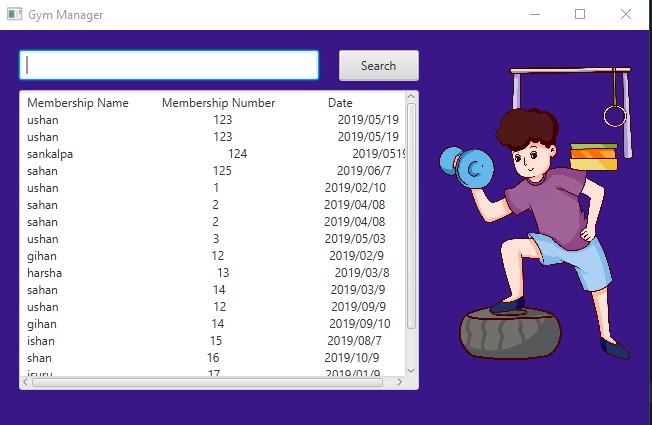 Gym Manager
Search
Membership Name Membership Number Date
ushan 123 2019/05/19
ushan 123 2019/05/19
sankalpa 124 2019/0519
sahan 125 2019/06/7
ushan 1 2019/02/10
sahan 2 2019/04/08
sahan 2 2019/04/08
ushan 3 2019/05/03
gihan 12 2019/02/9
harsha 13 2019/03/8
sahan 14 2019/03/9
ushan 12 2019/09/9
gihan 14 2019/09/10
ishan 15 2019/08/7
shan 16 2019/10/9
isuru 17 2019/01/9